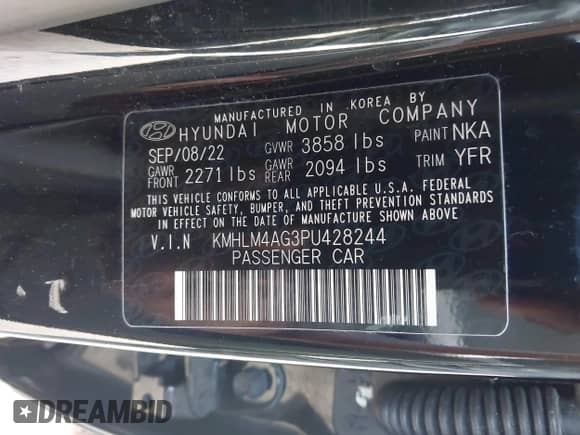 MANUFACTURED IN KOREA BY
HYUNDAI MOTOR COMPANY
SEP/08/22 GVWR 3858 lbs PAINT NKA
GAWR FRONT 2271 lbs GAWR REAR 2094 lbs TRIM YFR
THIS VEHICLE CONFORMS TO ALL APPLICABLE U.S.A. FEDERAL
MOTOR VEHICLE SAFETY, BUMPER, AND THEFT PREVENTION STANDARDS
IN EFFECT ON THE DATE OF MANUFACTURE SHOWN ABOVE
V.I.N KMHLM4AG3PU428244
PASSENGER CAR
DREAMBID